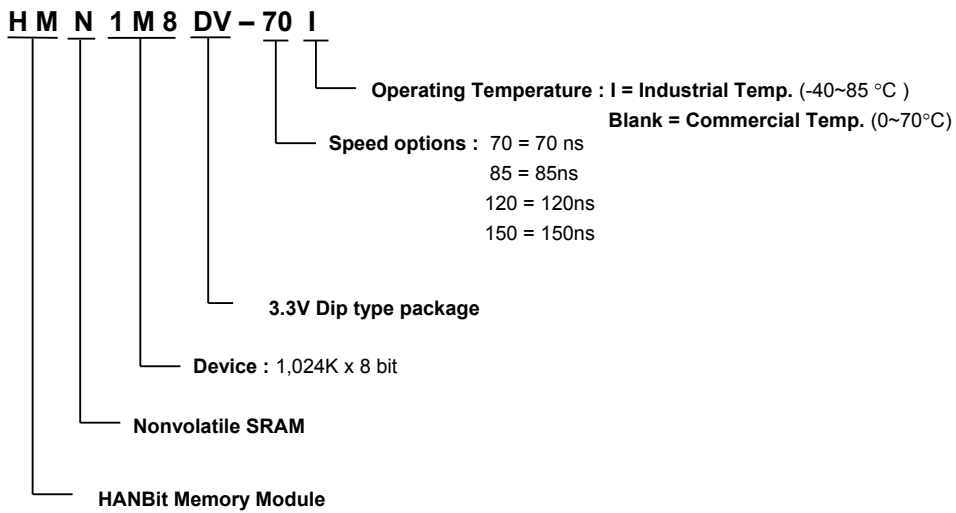 H M N 1 M 8 DV – 70 I
Operating Temperature : I = Industrial Temp. (-40~85 °C )
Blank = Commercial Temp. (0~70°C)
Speed options : 70 = 70 ns
85 = 85ns
120 = 120ns
150 = 150ns
3.3V Dip type package
Device : 1,024K x 8 bit
Nonvolatile SRAM
HANBit Memory Module